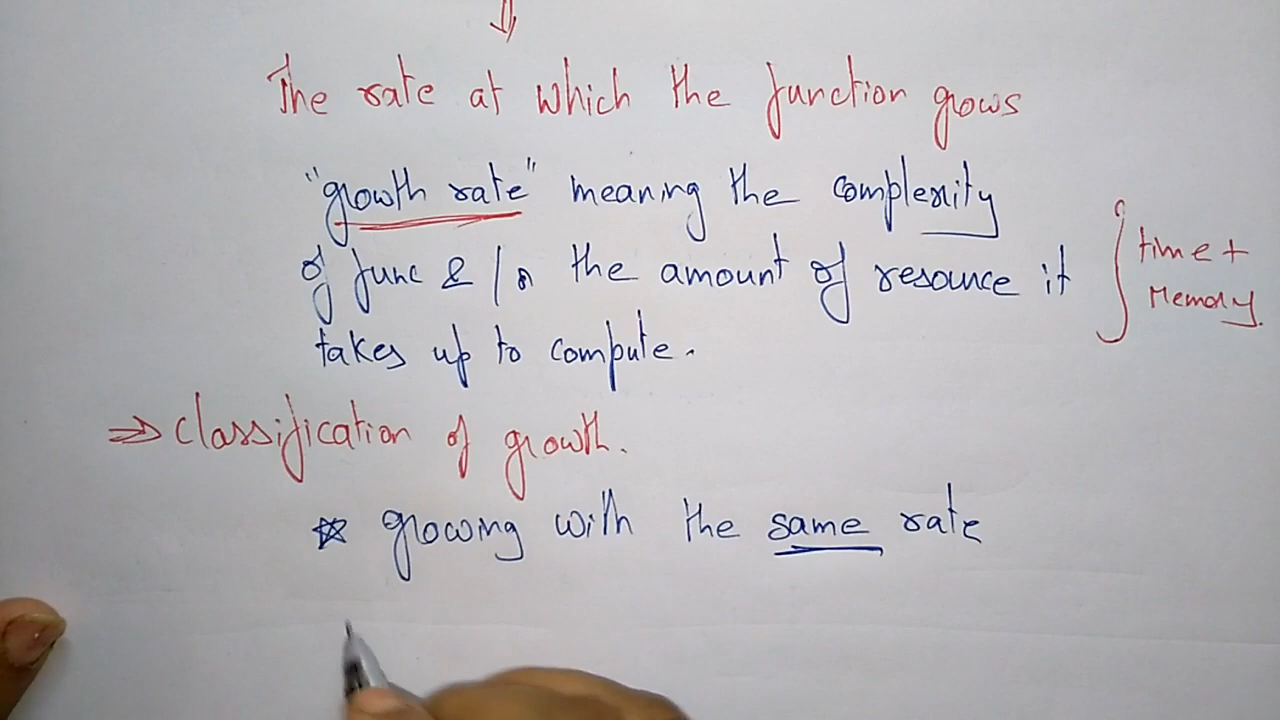 The rate at which the function grows
"growth rate" meaning the complexity
of func & / or the amount of resource it
takes up to compute.
time +
Memory.
⇒ classification of growth.
☆ growing with the same rate